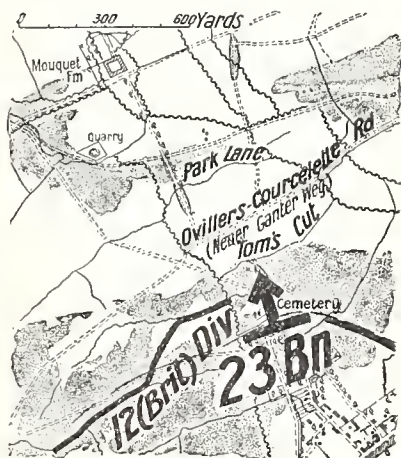 0 300 600 Yards
Mouquet
Fm
Quarry
Park Lane
Ovillers-Courcelette Rd
(Neuer Ganter Weg)
Tom's Cut
Cemetery
12(Brit) Div
23 Bn